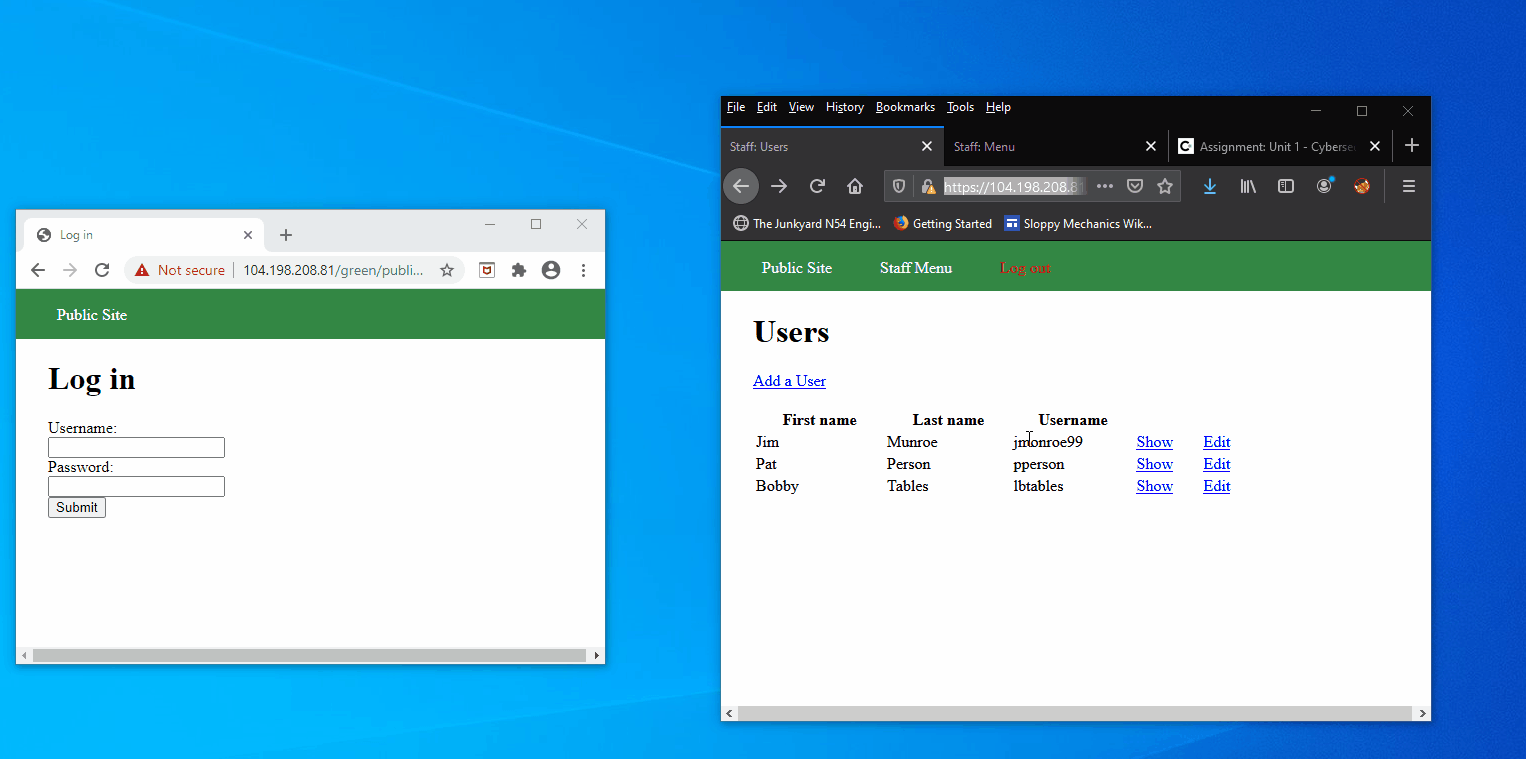 Log in
Not secure
104.198.208.81/green/publi...
Public Site
Log in
Username:
Password:
Submit
File Edit View History Bookmarks Tools Help
Staff: Users
Staff: Menu
Assignment: Unit 1 - Cyberse
https://104.198.208.81
The Junkyard N54 Engi...
Getting Started
Sloppy Mechanics Wik...
Public Site Staff Menu Log out
Users
Add a User
First name Last name Username
Jim Munroe jmonroe99 Show Edit
Pat Person pperson Show Edit
Bobby Tables lbtables Show Edit